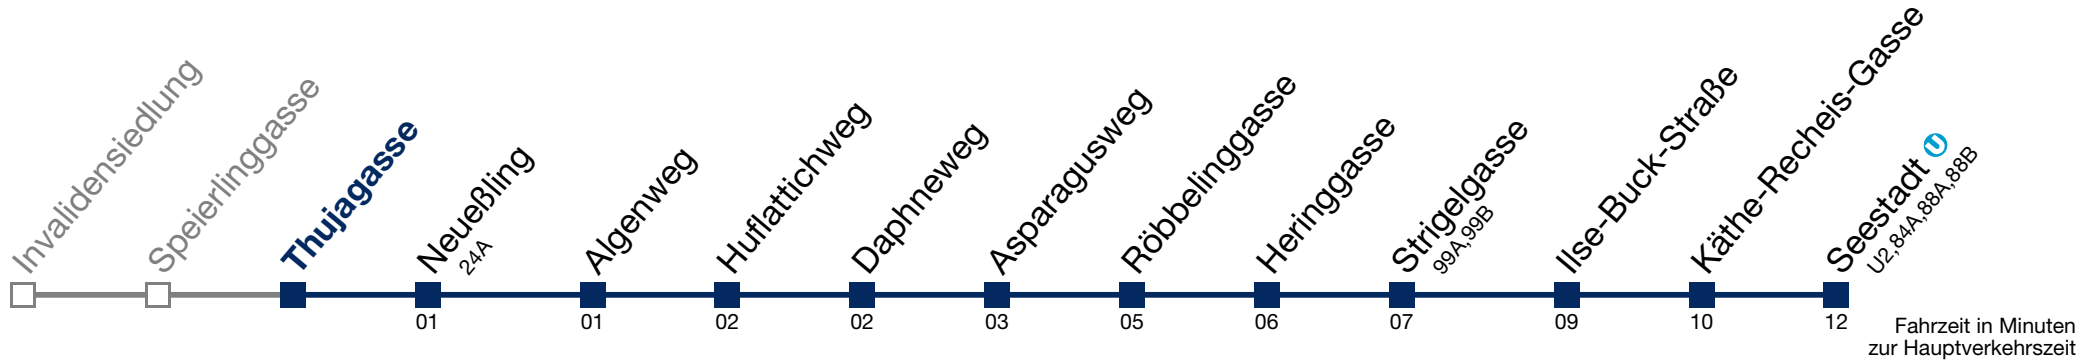 Invalidensiedlung
Speierlinggasse
Thujagasse
Neueßling
24A
Algenweg
Huflattichweg
Daphneweg
Asparagusweg
Röbbelinggasse
Heringgasse
Strigelgasse
99A,99B
Ilse-Buck-Straße
Käthe-Recheis-Gasse
Seestadt U
U2,84A,88A,88B
01 01 02 02 03 05 06 07 09 10 12
Fahrzeit in Minuten
zur Hauptverkehrszeit